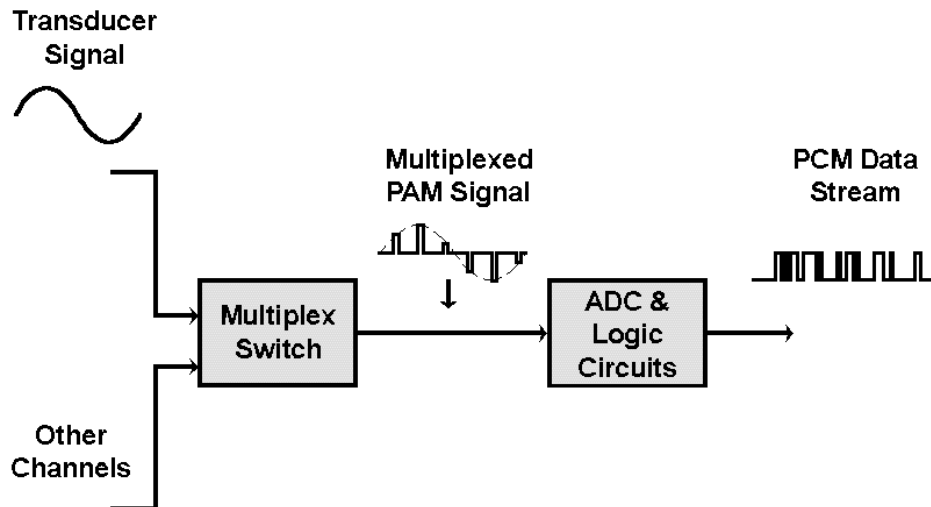 Transducer
Signal
Multiplexed
PAM Signal
PCM Data
Stream
Multiplex
Switch
ADC &
Logic
Circuits
Other
Channels